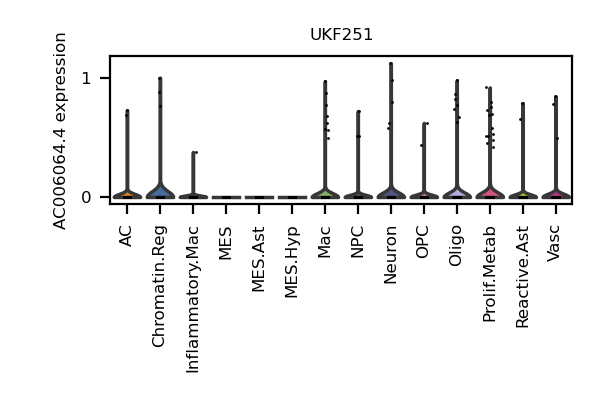 UKF251
AC006064.4 expression
1
0
AC
Chromatin.Reg
Inflammatory.Mac
MES
MES.Ast
MES.Hyp
Mac
NPC
Neuron
OPC
Oligo
Prolif.Metab
Reactive.Ast
Vasc